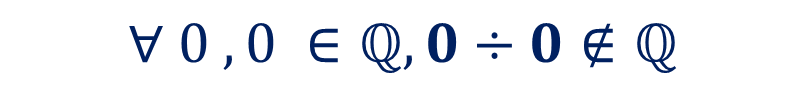 ∀ 0 , 0 ∈ ℚ, 0 ÷ 0 ∉ ℚ